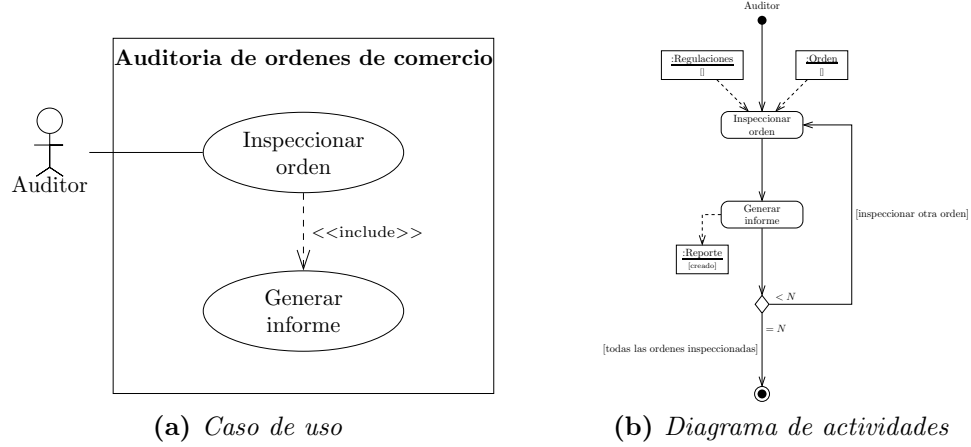 Auditoria de ordenes de comercio
Auditor
Inspeccionar
orden
<<include>>
Generar
informe
(a) Caso de uso
Auditor
:Regulaciones
[]
:Orden
[]
Inspeccionar
orden
Generar
informe
[inspeccionar otra orden]
:Reporte
[creado]
< N
= N
[todas las ordenes inspeccionadas]
(b) Diagrama de actividades